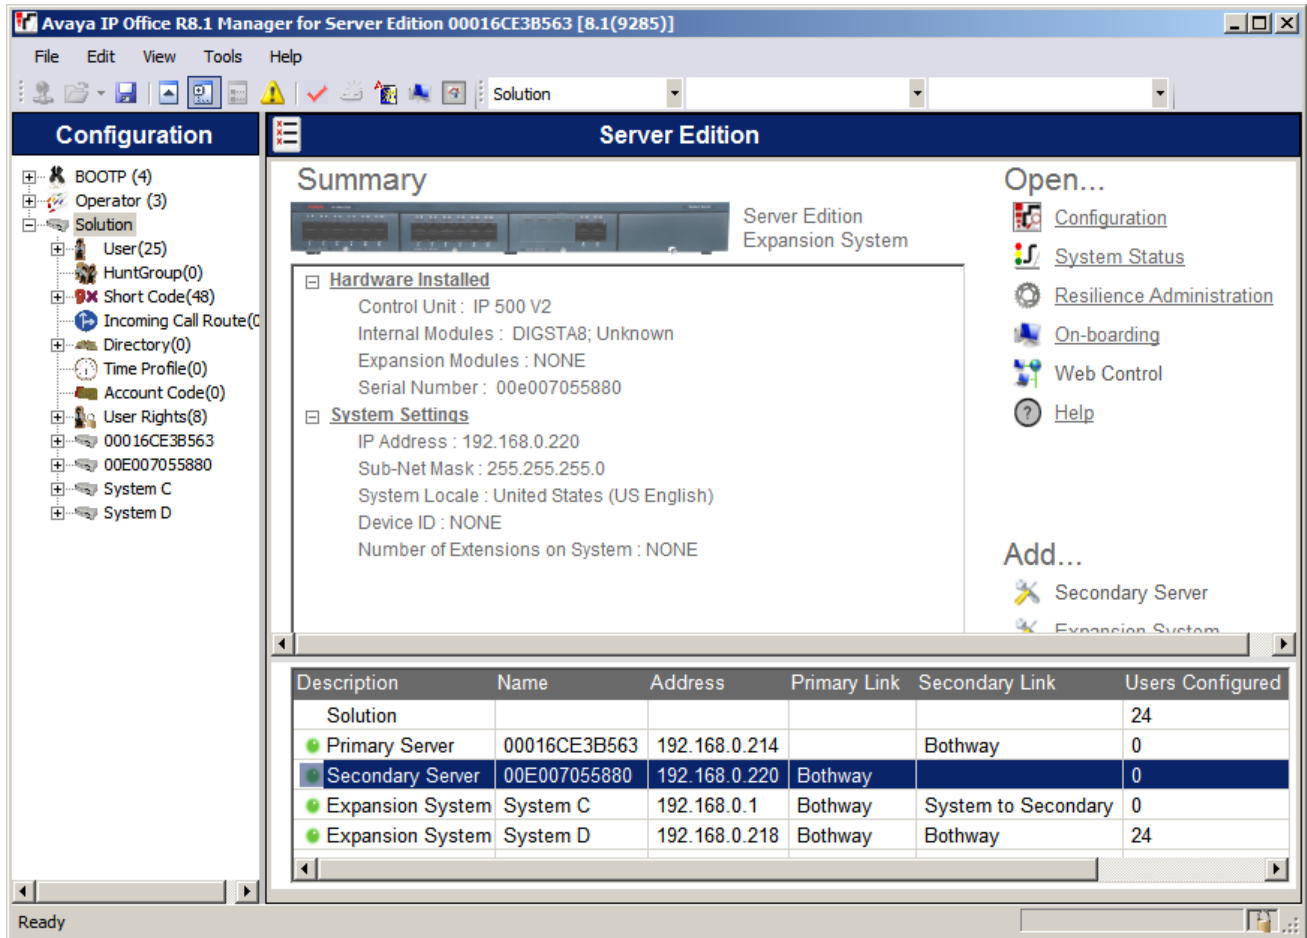 Avaya IP Office R8.1 Manager for Server Edition 00016CE3B563 [8.1(9285)]
File Edit View Tools Help
Solution
Configuration
Server Edition
BOOTP (4)
Operator (3)
Solution
User(25)
HuntGroup(0)
Short Code(48)
Incoming Call Route(0
Directory(0)
Time Profile(0)
Account Code(0)
User Rights(8)
00016CE3B563
00E007055880
System C
System D
Summary
Server Edition
Expansion System
Hardware Installed
Control Unit : IP 500 V2
Internal Modules : DIGSTA8; Unknown
Expansion Modules : NONE
Serial Number : 00e007055880
System Settings
IP Address : 192.168.0.220
Sub-Net Mask : 255.255.255.0
System Locale : United States (US English)
Device ID : NONE
Number of Extensions on System : NONE
Open...
Configuration
System Status
Resilience Administration
On-boarding
Web Control
Help
Add...
Secondary Server
Expansion System
Description Name Address Primary Link Secondary Link Users Configured
Solution 24
Primary Server 00016CE3B563 192.168.0.214 Bothway 0
Secondary Server 00E007055880 192.168.0.220 Bothway 0
Expansion System System C 192.168.0.1 Bothway System to Secondary 0
Expansion System System D 192.168.0.218 Bothway Bothway 24
Ready